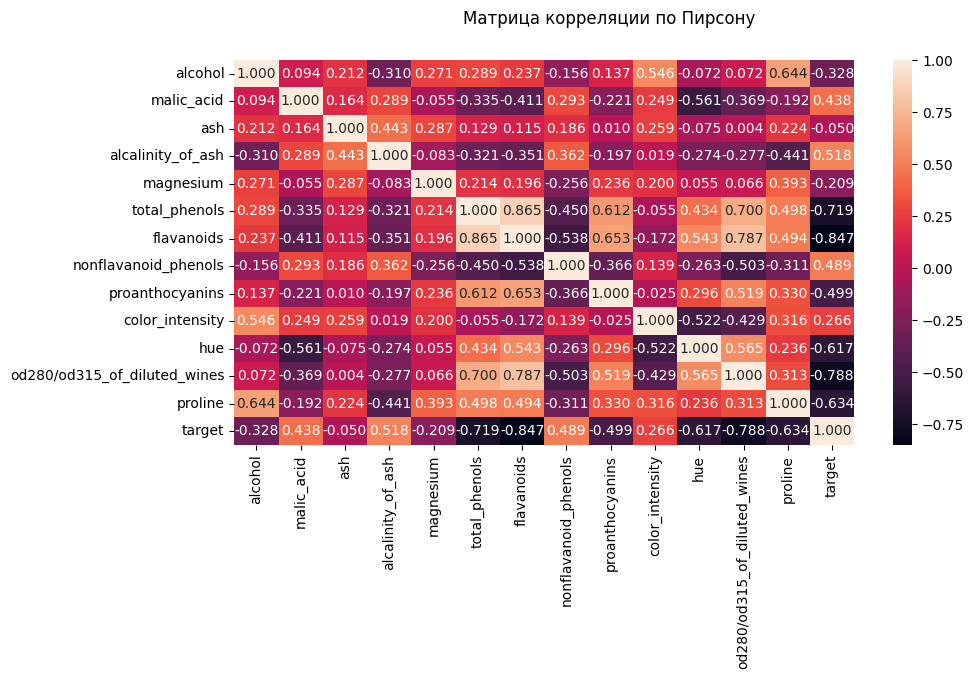 Матрица корреляции по Пирсону
alcohol 1.000 0.094 0.212 -0.310 0.271 0.289 0.237 -0.156 0.137 0.546 -0.072 0.072 0.644 -0.328
malic_acid 0.094 1.000 0.164 0.289 -0.055 -0.335 -0.411 0.293 -0.221 0.249 -0.561 -0.369 -0.192 0.438
ash 0.212 0.164 1.000 0.443 0.287 0.129 0.115 0.186 0.010 0.259 -0.075 0.004 0.224 -0.050
alcalinity_of_ash -0.310 0.289 0.443 1.000 -0.083 -0.321 -0.351 0.362 -0.197 0.019 -0.274 -0.277 -0.441 0.518
magnesium 0.271 -0.055 0.287 -0.083 1.000 0.214 0.196 -0.256 0.236 0.200 0.055 0.066 0.393 -0.209
total_phenols 0.289 -0.335 0.129 -0.321 0.214 1.000 0.865 -0.450 0.612 -0.055 0.434 0.700 0.498 -0.719
flavanoids 0.237 -0.411 0.115 -0.351 0.196 0.865 1.000 -0.538 0.653 -0.172 0.543 0.787 0.494 -0.847
nonflavanoid_phenols -0.156 0.293 0.186 0.362 -0.256 -0.450 -0.538 1.000 -0.366 0.139 -0.263 -0.503 -0.311 0.489
proanthocyanins 0.137 -0.221 0.010 -0.197 0.236 0.612 0.653 -0.366 1.000 -0.025 0.296 0.519 0.330 -0.499
color_intensity 0.546 0.249 0.259 0.019 0.200 -0.055 -0.172 0.139 -0.025 1.000 -0.522 -0.429 0.316 0.266
hue -0.072 -0.561 -0.075 -0.274 0.055 0.434 0.543 -0.263 0.296 -0.522 1.000 0.565 0.236 -0.617
od280/od315_of_diluted_wines 0.072 -0.369 0.004 -0.277 0.066 0.700 0.787 -0.503 0.519 -0.429 0.565 1.000 0.313 -0.788
proline 0.644 -0.192 0.224 -0.441 0.393 0.498 0.494 -0.311 0.330 0.316 0.236 0.313 1.000 -0.634
target -0.328 0.438 -0.050 0.518 -0.209 -0.719 -0.847 0.489 -0.499 0.266 -0.617 -0.788 -0.634 1.000
alcohol
malic_acid
ash
alcalinity_of_ash
magnesium
total_phenols
flavanoids
nonflavanoid_phenols
proanthocyanins
color_intensity
hue
od280/od315_of_diluted_wines
proline
target
1.00
0.75
0.50
0.25
0.00
−0.25
−0.50
−0.75